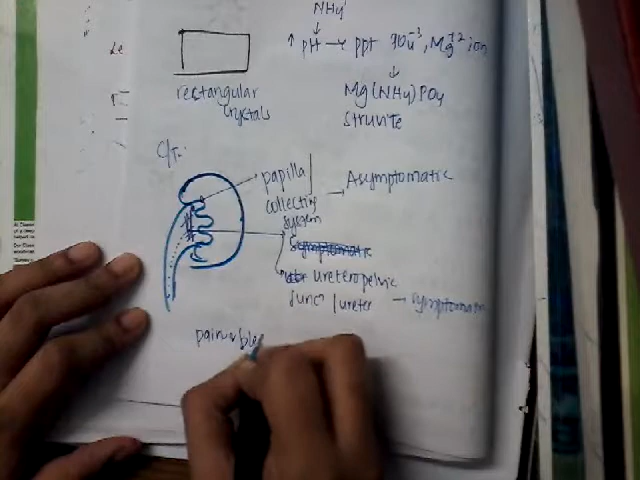 NH4
↑ pH → ppt PO4⁻³, Mg⁺² ion
rectangular
crystals
Mg(NH4)PO4
struvite
C/F:
papilla
collecting
system
→ Asymptomatic
Symptomatic
ureteropelvic
junc / ureter → symptomatic
pain